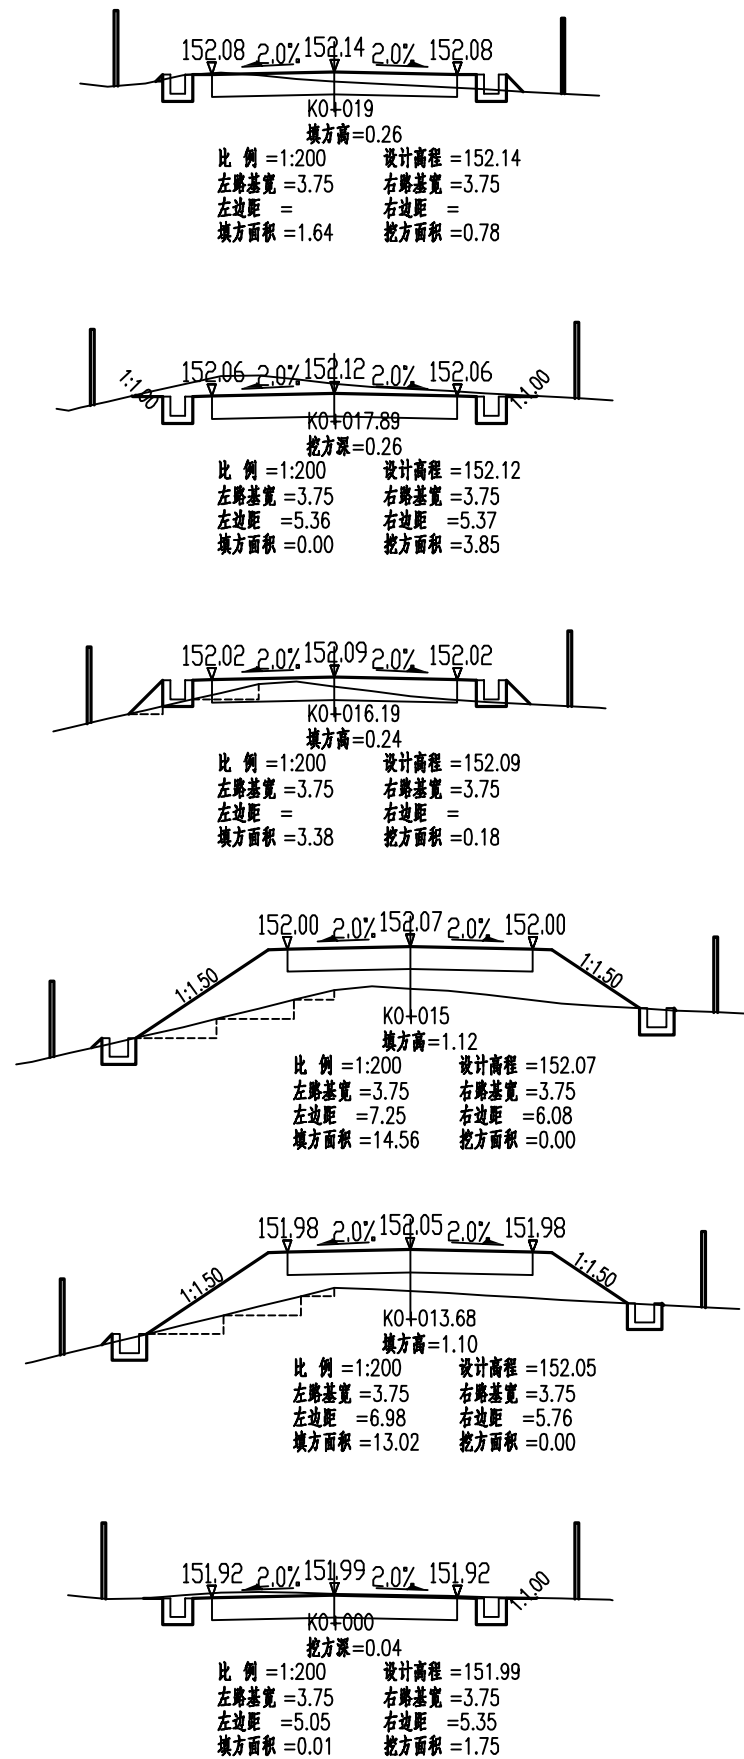 152.08 2.0% 152.14 2.0% 152.08
K0+019
填方高=0.26
比 例 =1:200 设计高程 =152.14
左路基宽 =3.75 右路基宽 =3.75
左边距 = 右边距 =
填方面积 =1.64 挖方面积 =0.78
1:1.00 152.06 2.0% 152.12 2.0% 152.06 1:1.00
K0+017.89
挖方深=0.26
比 例 =1:200 设计高程 =152.12
左路基宽 =3.75 右路基宽 =3.75
左边距 =5.36 右边距 =5.37
填方面积 =0.00 挖方面积 =3.85
152.02 2.0% 152.09 2.0% 152.02
K0+016.19
填方高=0.24
比 例 =1:200 设计高程 =152.09
左路基宽 =3.75 右路基宽 =3.75
左边距 = 右边距 =
填方面积 =3.38 挖方面积 =0.18
152.00 2.0% 152.07 2.0% 152.00
1:1.50 1:1.50
K0+015
填方高=1.12
比 例 =1:200 设计高程 =152.07
左路基宽 =3.75 右路基宽 =3.75
左边距 =7.25 右边距 =6.08
填方面积 =14.56 挖方面积 =0.00
151.98 2.0% 152.05 2.0% 151.98
1:1.50 1:1.50
K0+013.68
填方高=1.10
比 例 =1:200 设计高程 =152.05
左路基宽 =3.75 右路基宽 =3.75
左边距 =6.98 右边距 =5.76
填方面积 =13.02 挖方面积 =0.00
151.92 2.0% 151.99 2.0% 151.92 1:1.00
K0+000
挖方深=0.04
比 例 =1:200 设计高程 =151.99
左路基宽 =3.75 右路基宽 =3.75
左边距 =5.05 右边距 =5.35
填方面积 =0.01 挖方面积 =1.75